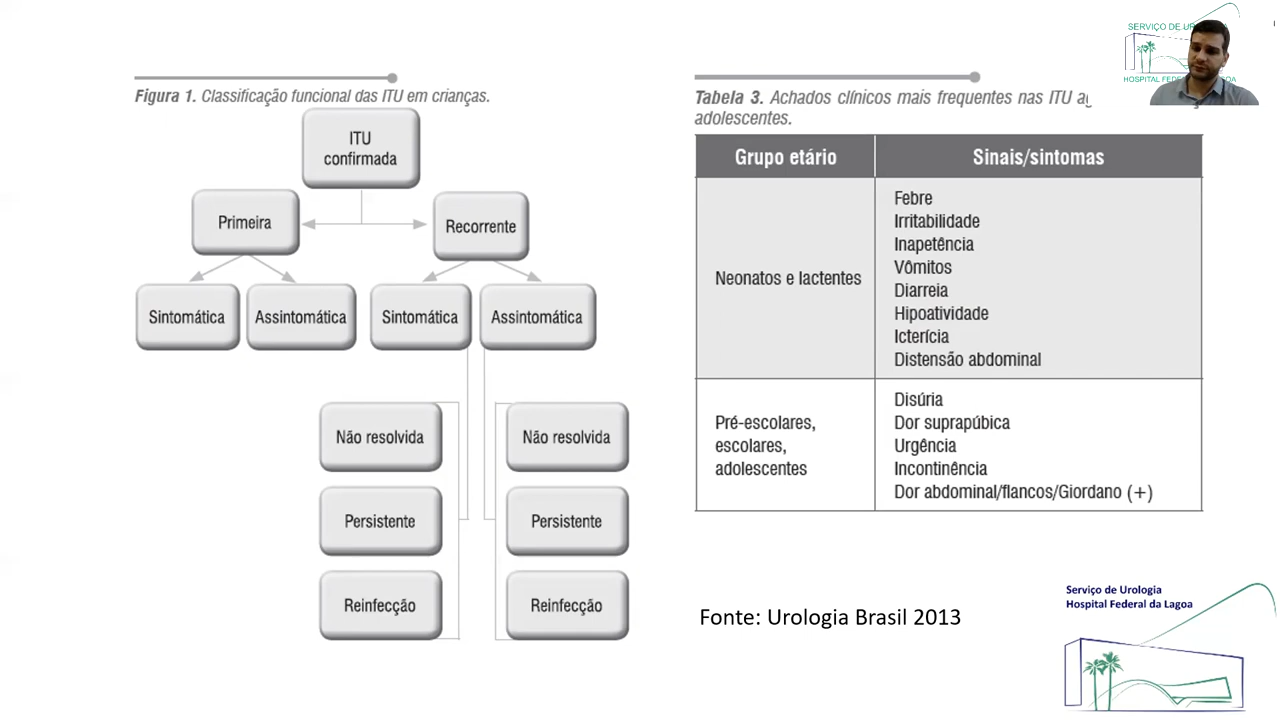 SERVIÇO DE
HOSPITAL
Figura 1. Classificação funcional das ITU em crianças.
ITU
confirmada
Primeira
Recorrente
Sintomática
Assintomática
Sintomática
Assintomática
Não resolvida
Não resolvida
Persistente
Persistente
Reinfecção
Reinfecção
Tabela 3. Achados clínicos mais frequentes nas ITU
adolescentes.
Grupo etário
Sinais/sintomas
Neonatos e lactentes
Febre
Irritabilidade
Inapetência
Vômitos
Diarreia
Hipoatividade
Icterícia
Distensão abdominal
Pré-escolares,
escolares,
adolescentes
Disúria
Dor suprapúbica
Urgência
Incontinência
Dor abdominal/flancos/Giordano (+)
Fonte: Urologia Brasil 2013
Serviço de Urologia
Hospital Federal da Lagoa